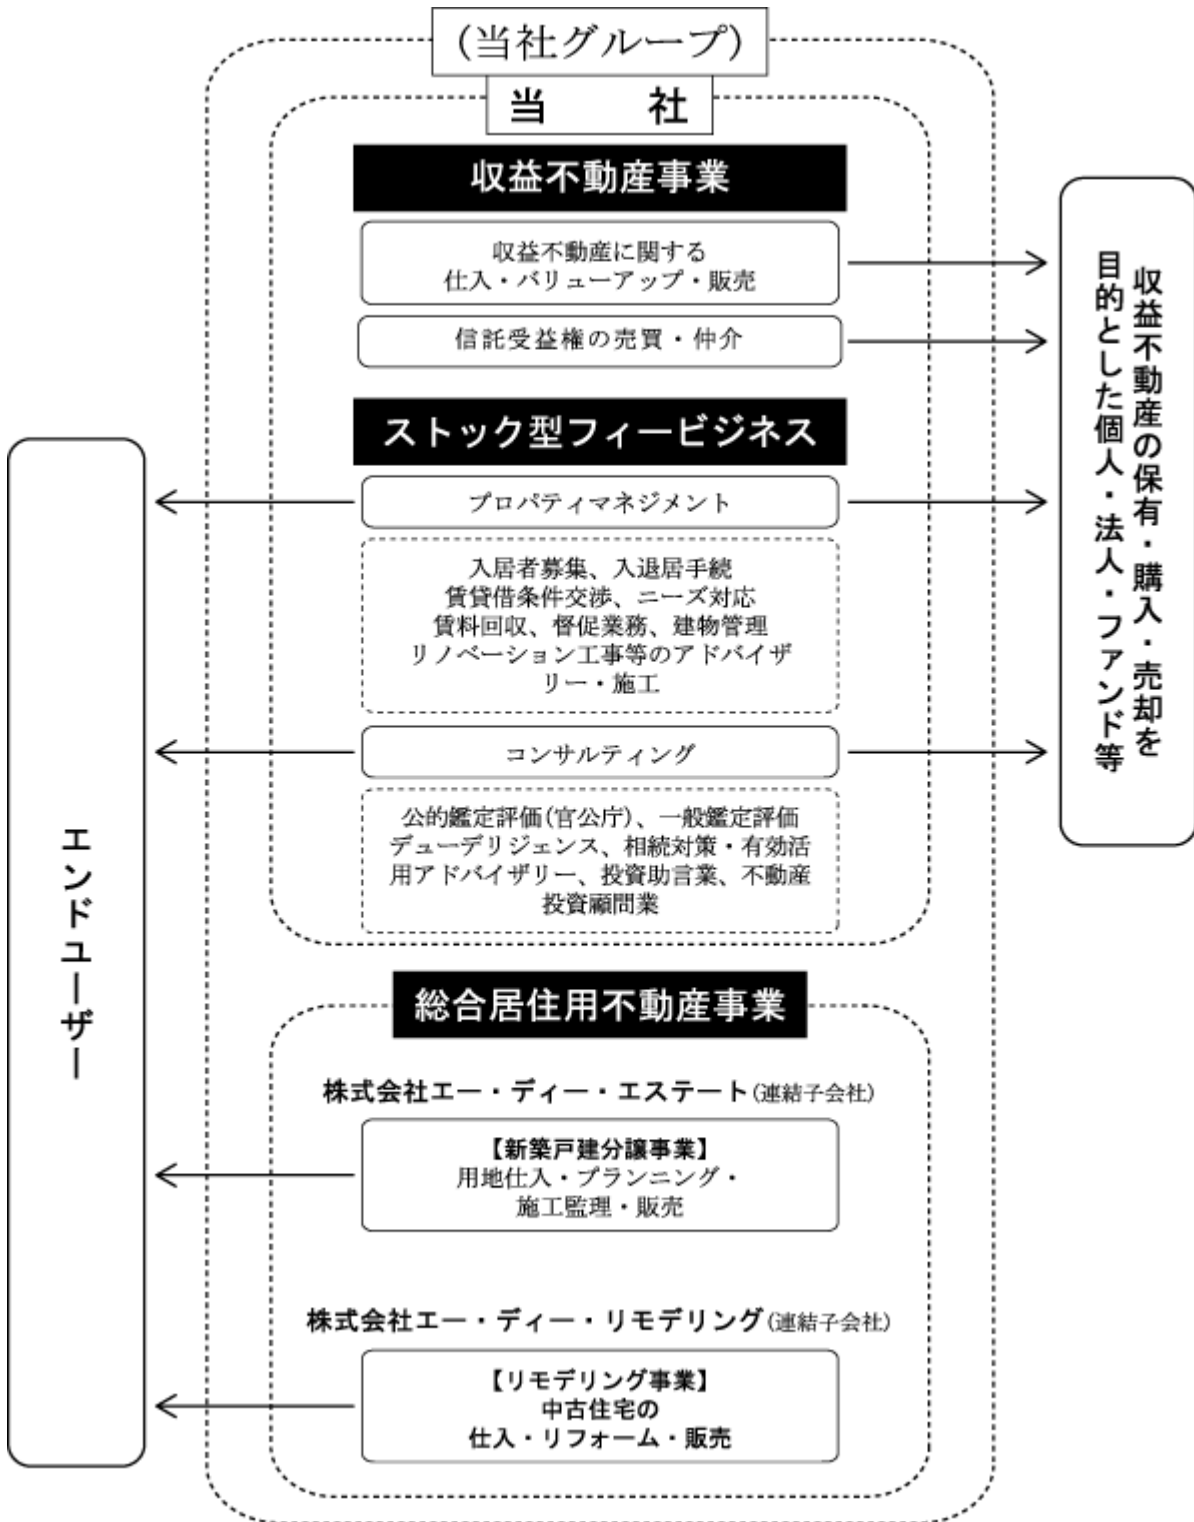 (当社グループ)
当　　社
収益不動産事業
収益不動産に関する
仕入・バリューアップ・販売
信託受益権の売買・仲介
ストック型フィービジネス
プロパティマネジメント
入居者募集、入退居手続
賃貸借条件交渉、ニーズ対応
賃料回収、督促業務、建物管理
リノベーション工事等のアドバイザ
リー・施工
コンサルティング
公的鑑定評価(官公庁)、一般鑑定評価
デューデリジェンス、相続対策・有効活
用アドバイザリー、投資助言業、不動産
投資顧問業
総合居住用不動産事業
株式会社エー・ディー・エステート(連結子会社)
【新築戸建分譲事業】
用地仕入・プランニング・
施工監理・販売
株式会社エー・ディー・リモデリング(連結子会社)
【リモデリング事業】
中古住宅の
仕入・リフォーム・販売
エンドユーザー
収益不動産の保有・購入・売却を
目的とした個人・法人・ファンド等